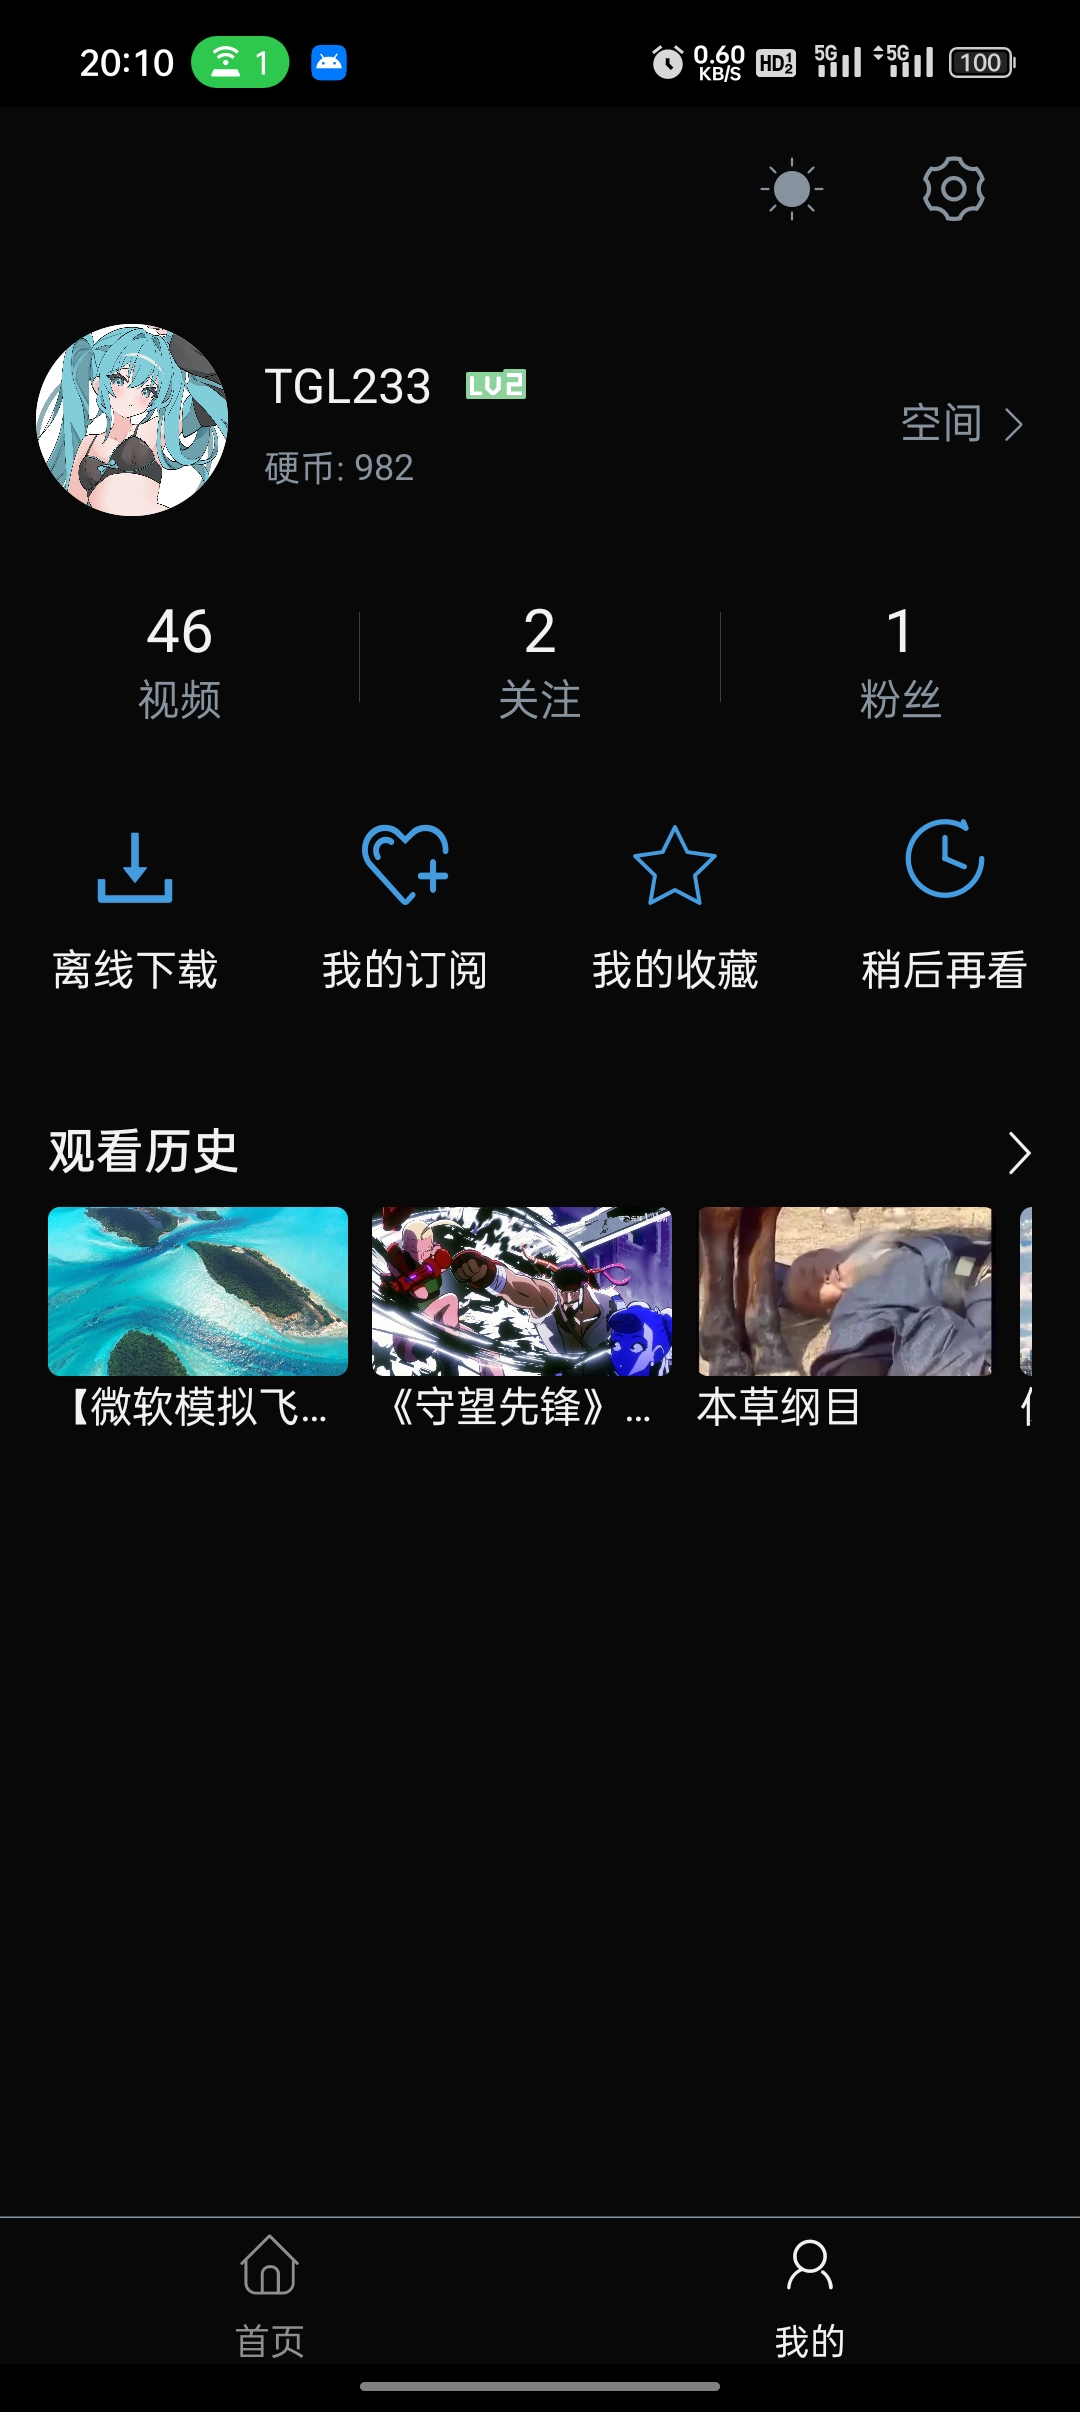 20:10
1
0.60
KB/S
HD 1 2
5G
5G
100
TGL233
LV2
硬币: 982
空间
46
视频
2
关注
1
粉丝
离线下载
我的订阅
我的收藏
稍后再看
观看历史
【微软模拟飞...
《守望先锋》...
本草纲目
首页
我的